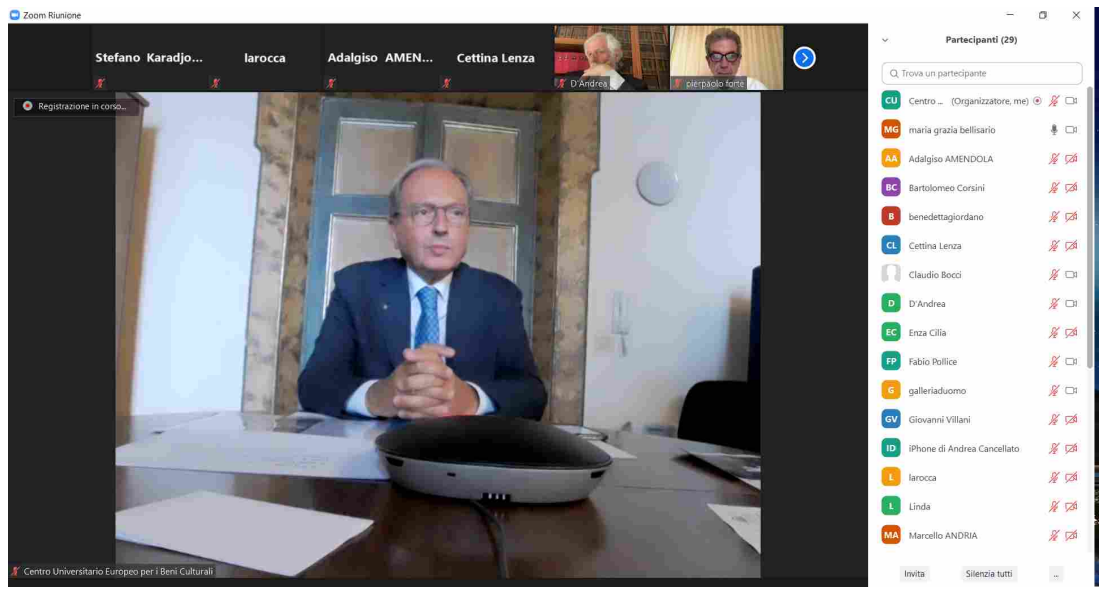 Zoom Riunione
Stefano Karadjo...
larocca
Adalgiso AMEN...
Cettina Lenza
D'Andrea
pierpaolo forte
Registrazione in corso...
Centro Universitario Europeo per i Beni Culturali
Partecipanti (29)
Trova un partecipante
CU Centro ... (Organizzatore, me)
MG maria grazia bellisario
AA Adalgiso AMENDOLA
BC Bartolomeo Corsini
B benedettagiordano
CL Cettina Lenza
Claudio Bocci
D D'Andrea
EC Enza Cilia
FP Fabio Pollice
G galleriaduomo
GV Giovanni Villani
ID iPhone di Andrea Cancellato
L larocca
L Linda
MA Marcello ANDRIA
Invita
Silenzia tutti
...